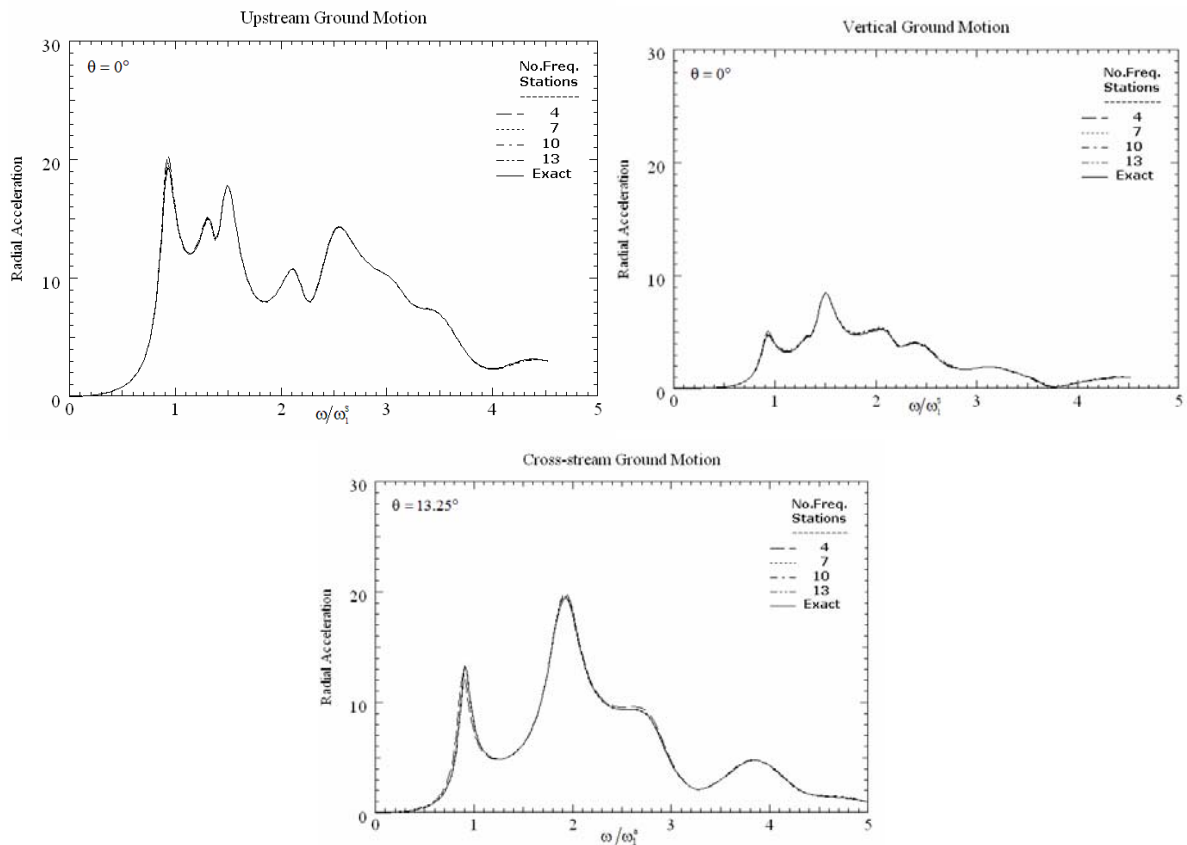 Upstream Ground Motion
30
20
10
0
Radial Acceleration
θ = 0°
No.Freq.
Stations
4
7
10
13
Exact
0 1 2 3 4 5
ω/ω₁ˢ
Vertical Ground Motion
30
20
10
0
Radial Acceleration
θ = 0°
No.Freq.
Stations
4
7
10
13
Exact
0 1 2 3 4 5
ω/ω₁ˢ
Cross-stream Ground Motion
30
20
10
0
Radial Acceleration
θ = 13.25°
No.Freq.
Stations
4
7
10
13
Exact
0 1 2 3 4 5
ω/ω₁ᵃ